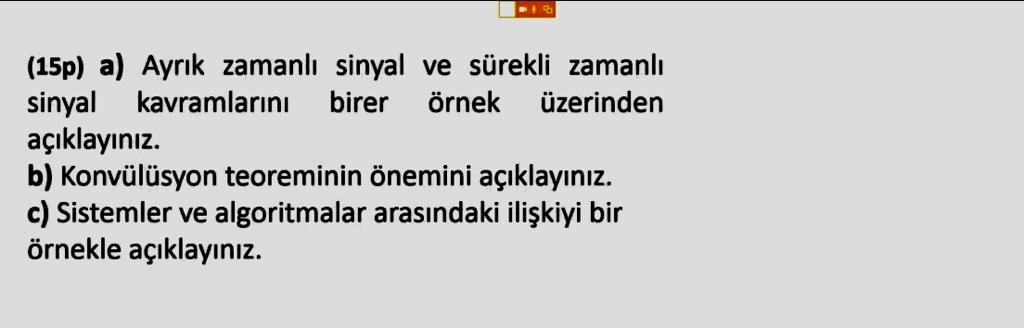 (15p) a) Ayrık zamanlı sinyal ve sürekli zamanlı
sinyal kavramlarını birer örnek üzerinden
açıklayınız.
b) Konvülüsyon teoreminin önemini açıklayınız.
c) Sistemler ve algoritmalar arasındaki ilişkiyi bir
örnekle açıklayınız.